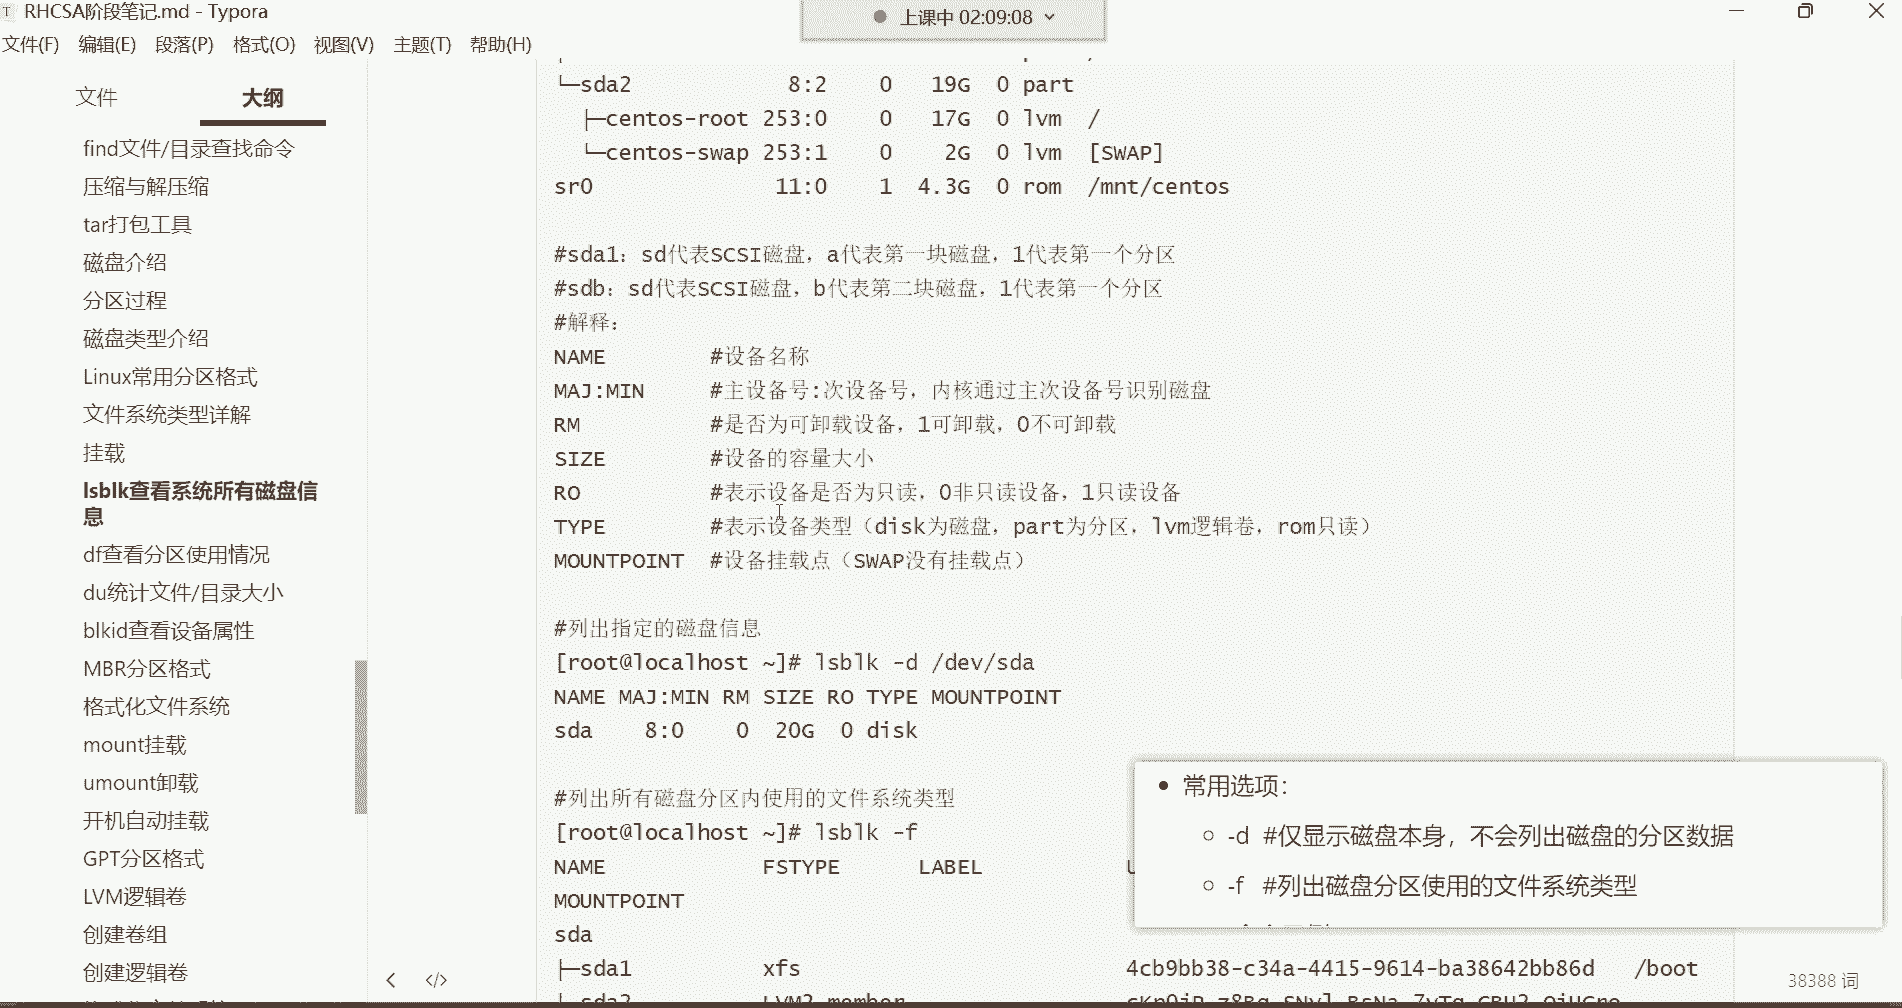 RHCSA阶段笔记.md - Typora
上课中 02:09:08
文件(F) 编辑(E) 段落(P) 格式(O) 视图(V) 主题(T) 帮助(H)
文件 大纲
find文件/目录查找命令
压缩与解压缩
tar打包工具
磁盘介绍
分区过程
磁盘类型介绍
Linux常用分区格式
文件系统类型详解
挂载
lsblk查看系统所有磁盘信
息
df查看分区使用情况
du统计文件/目录大小
blkid查看设备属性
MBR分区格式
格式化文件系统
mount挂载
umount卸载
开机自动挂载
GPT分区格式
LVM逻辑卷
创建卷组
创建逻辑卷
└─sda2 8:2 0 19G 0 part
├─centos-root 253:0 0 17G 0 lvm /
└─centos-swap 253:1 0 2G 0 lvm [SWAP]
sr0 11:0 1 4.3G 0 rom /mnt/centos
#sda1：sd代表SCSI磁盘，a代表第一块磁盘，1代表第一个分区
#sdb：sd代表SCSI磁盘，b代表第二块磁盘，1代表第一个分区
#解释：
NAME #设备名称
MAJ:MIN #主设备号:次设备号，内核通过主次设备号识别磁盘
RM #是否为可卸载设备，1可卸载，0不可卸载
SIZE #设备的容量大小
RO #表示设备是否为只读，0非只读设备，1只读设备
TYPE #表示设备类型（disk为磁盘，part为分区，lvm逻辑卷，rom只读）
MOUNTPOINT #设备挂载点（SWAP没有挂载点）
#列出指定的磁盘信息
[root@localhost ~]# lsblk -d /dev/sda
NAME MAJ:MIN RM SIZE RO TYPE MOUNTPOINT
sda 8:0 0 20G 0 disk
#列出所有磁盘分区内使用的文件系统类型
[root@localhost ~]# lsblk -f
NAME FSTYPE LABEL
MOUNTPOINT
sda
├─sda1 xfs 4cb9bb38-c34a-4415-9614-ba38642bb86d /boot
常用选项：
-d #仅显示磁盘本身，不会列出磁盘的分区数据
-f #列出磁盘分区使用的文件系统类型
38388 词